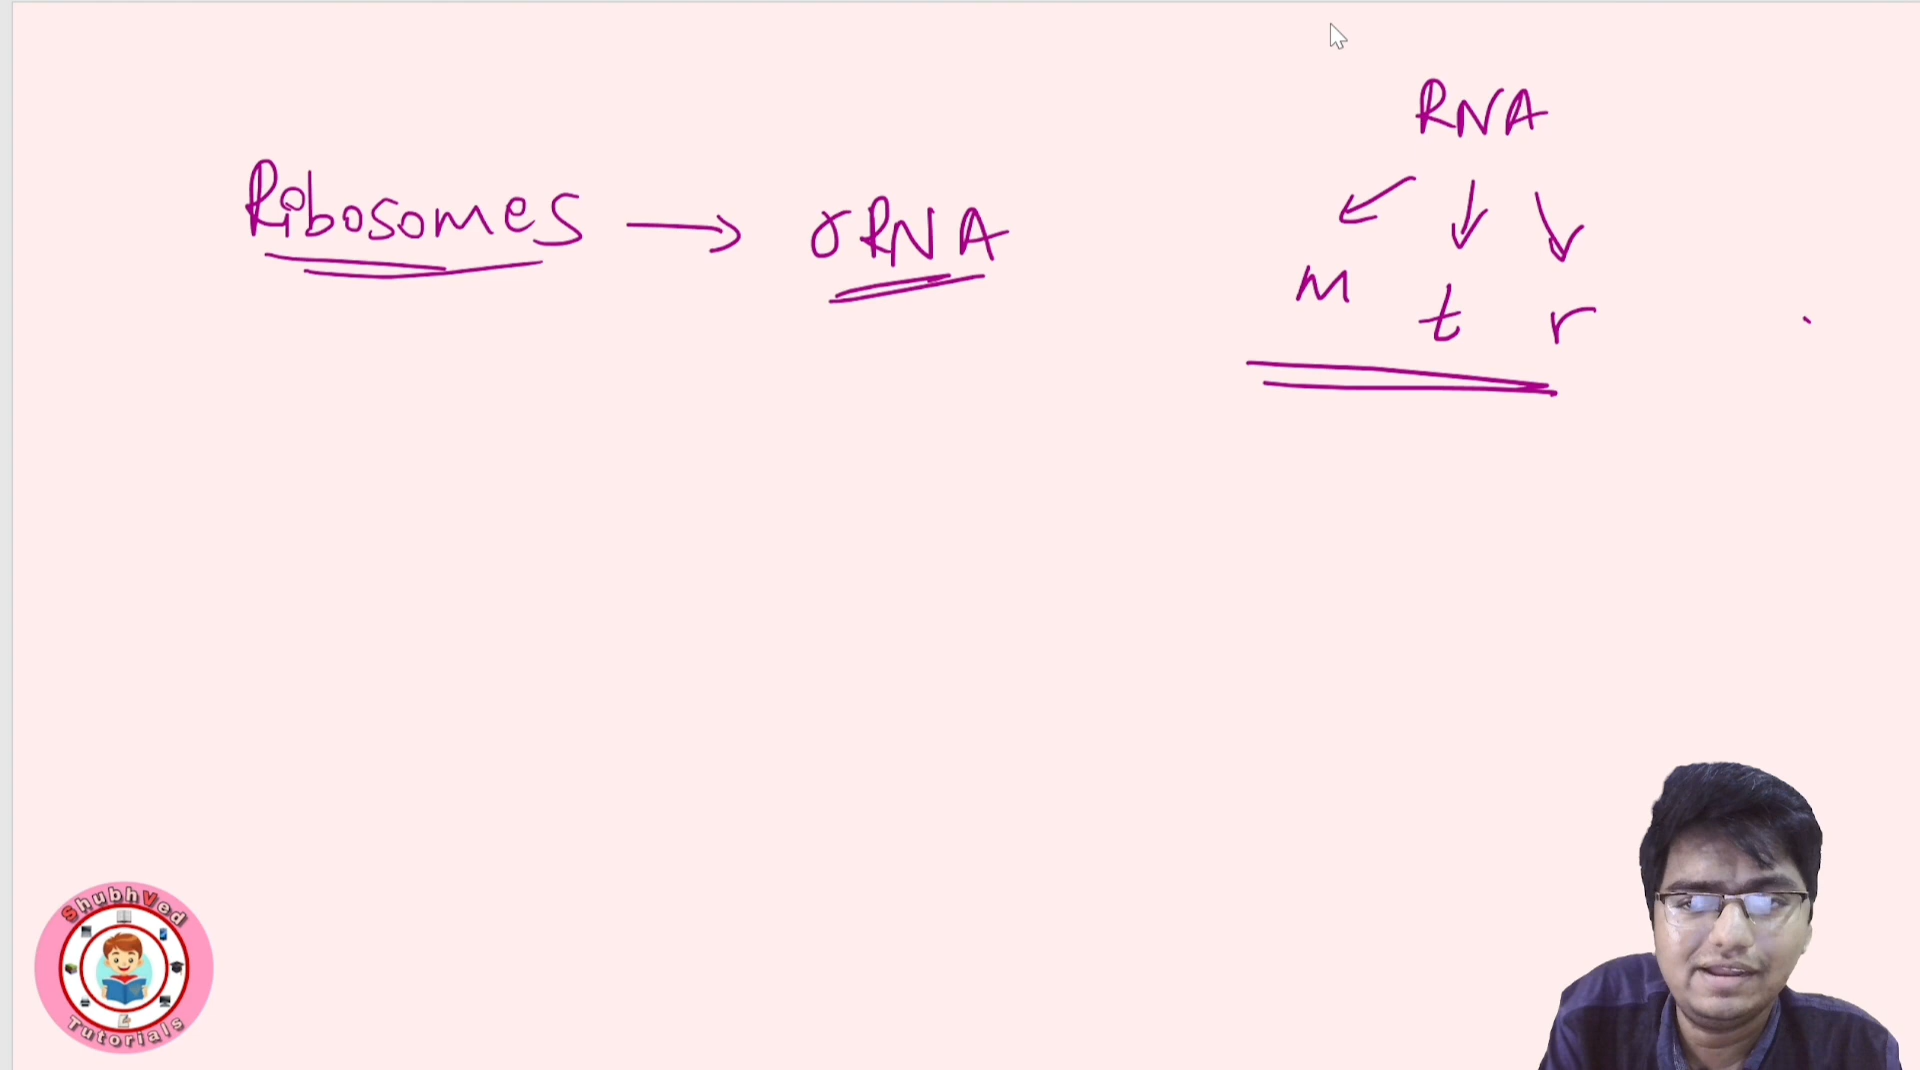 Ribosomes → rRNA
RNA
↙ ↓ ↘
m t r
ShubhVed
Tutorials